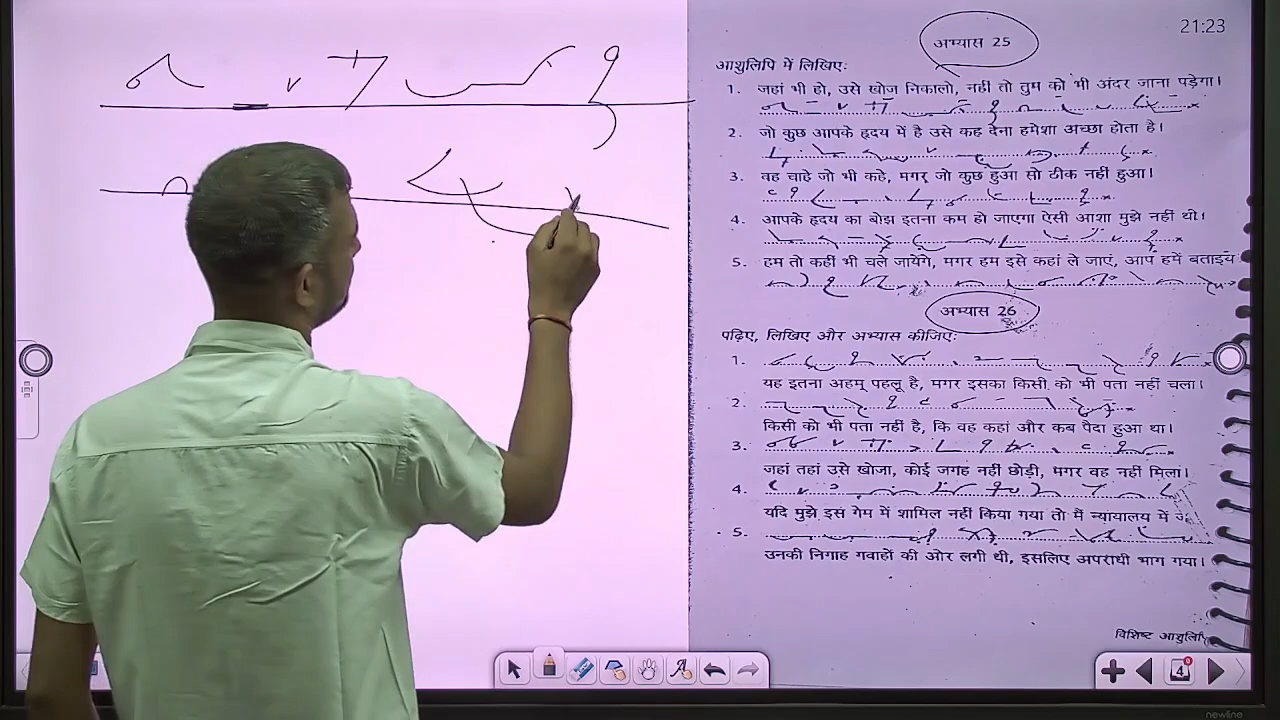 21:23
अभ्यास 25
आशुलिपि में लिखिएः
1. जहां भी हो, उसे खोज निकालो, नहीं तो तुम को भी अंदर जाना पड़ेगा।
2. जो कुछ आपके हृदय में है उसे कह देना हमेशा अच्छा होता है।
3. वह चाहे जो भी कहे, मगर जो कुछ हुआ सो ठीक नहीं हुआ।
4. आपके हृदय का बोझ इतना कम हो जाएगा ऐसी आशा मुझे नहीं थी।
5. हम तो कहीं भी चले जायेंगे, मगर हम इसे कहां ले जाएं, आप हमें बताइये
अभ्यास 26
पढ़िए, लिखिए और अभ्यास कीजिएः
1.
यह इतना अहम् पहलू है, मगर इसका किसी को भी पता नहीं चला।
2.
किसी को भी पता नहीं है, कि वह कहां और कब पैदा हुआ था।
3.
जहां तहां उसे खोजा, कोई जगह नहीं छोड़ी, मगर वह नहीं मिला।
4.
यदि मुझे इस गेम में शामिल नहीं किया गया तो मैं न्यायालय में
5.
उनकी निगाह गवाहों की ओर लगी थी, इसलिए अपराधी भाग गया।
विशिष्ट
4
newline